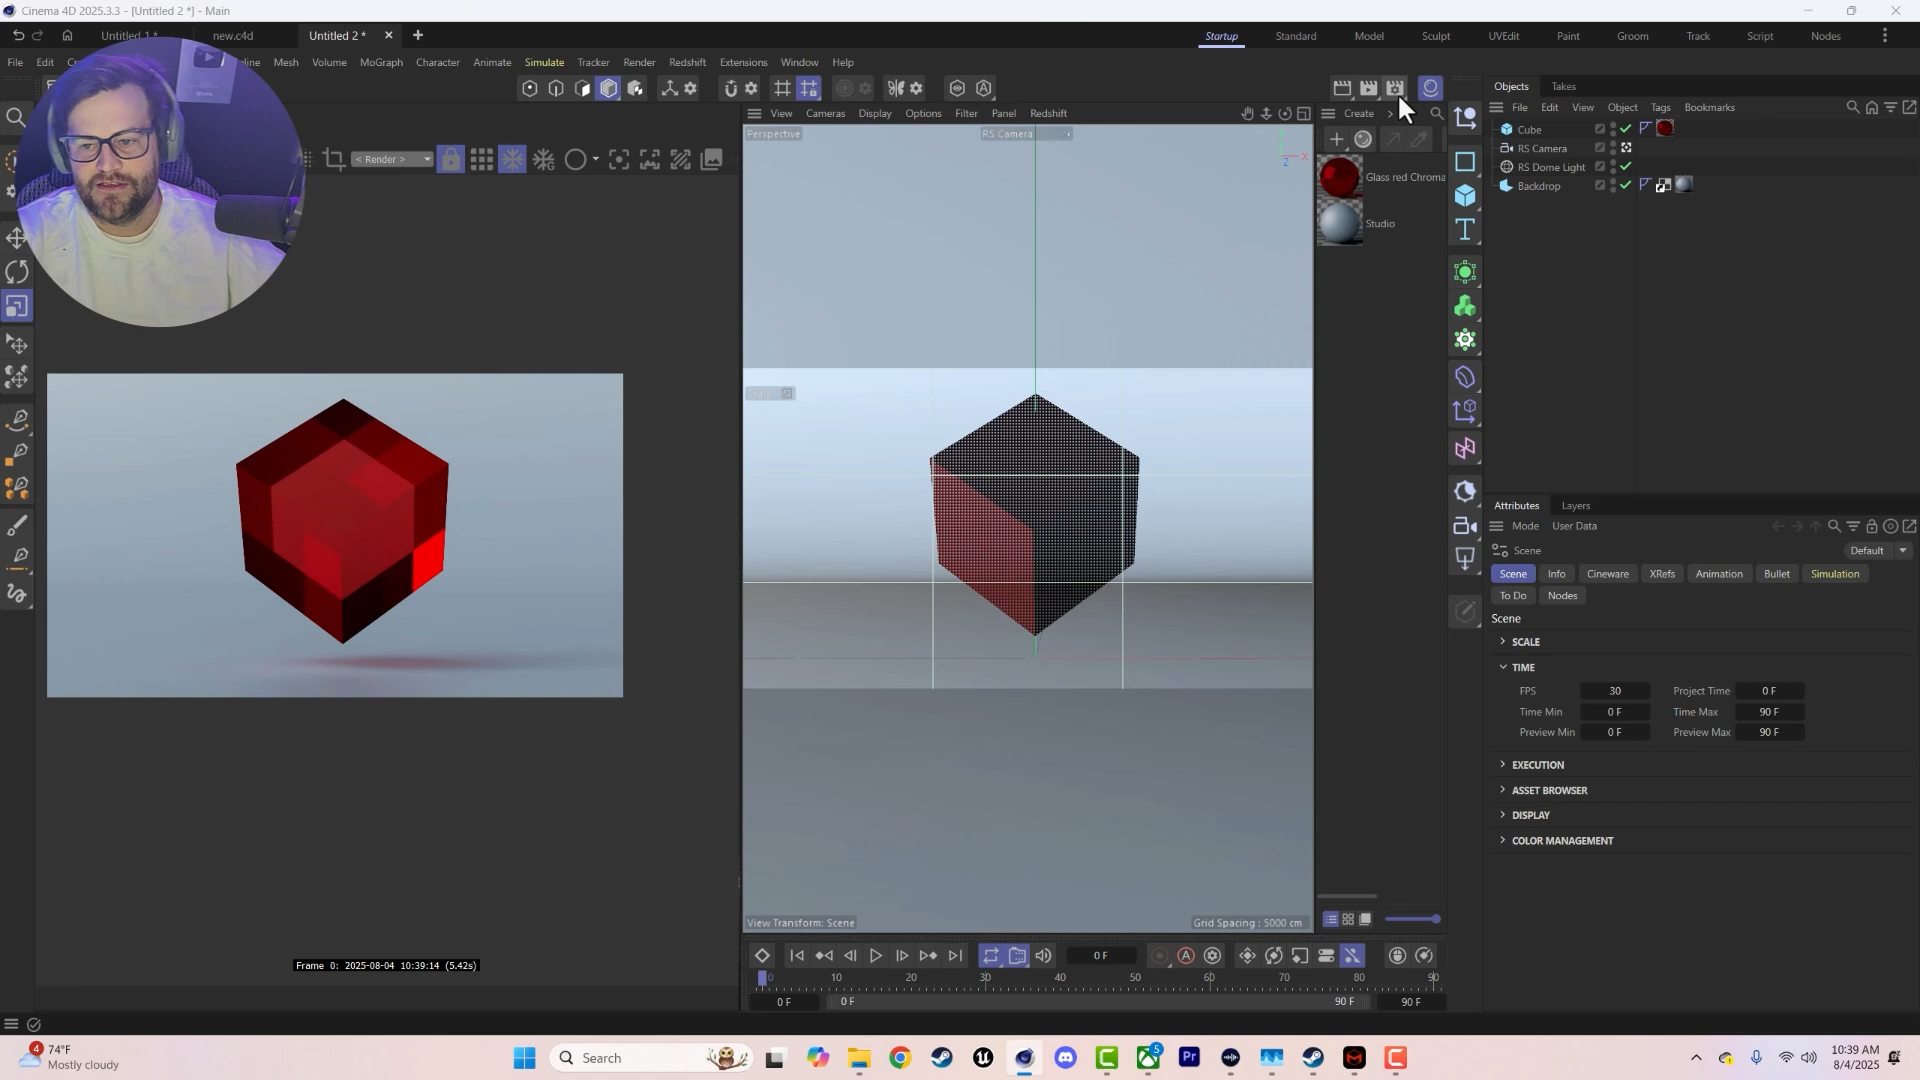 Cinema 4D 2025.3.3 - [Untitled 2 *] - Main
Untitled 1 * new.c4d Untitled 2 *
Startup Standard Model Sculpt UVEdit Paint Groom Track Script Nodes
File Edit Mesh Volume MoGraph Character Animate Simulate Tracker Render Redshift Extensions Window Help
Objects Takes
View Cameras Display Options Filter Panel Redshift
Create
File Edit View Object Tags Bookmarks
Perspective
RS Camera
Cube
RS Camera
RS Dome Light
Backdrop
< Render >
Glass red Chroma
Studio
Attributes Layers
Mode User Data
Scene
Default
Scene Info Cineware XRefs Animation Bullet Simulation
To Do Nodes
Scene
SCALE
TIME
FPS 30 Project Time 0 F
Time Min 0 F Time Max 90 F
Preview Min 0 F Preview Max 90 F
EXECUTION
ASSET BROWSER
DISPLAY
COLOR MANAGEMENT
View Transform: Scene
Grid Spacing : 5000 cm
Frame 0: 2025-08-04 10:39:14 (5.42s)
0 F
0 10 20 30 40 50 60 70 80 90
0 F 0 F 90 F 90 F
4
74°F
Mostly cloudy
Search
5
10:39 AM
8/4/2025